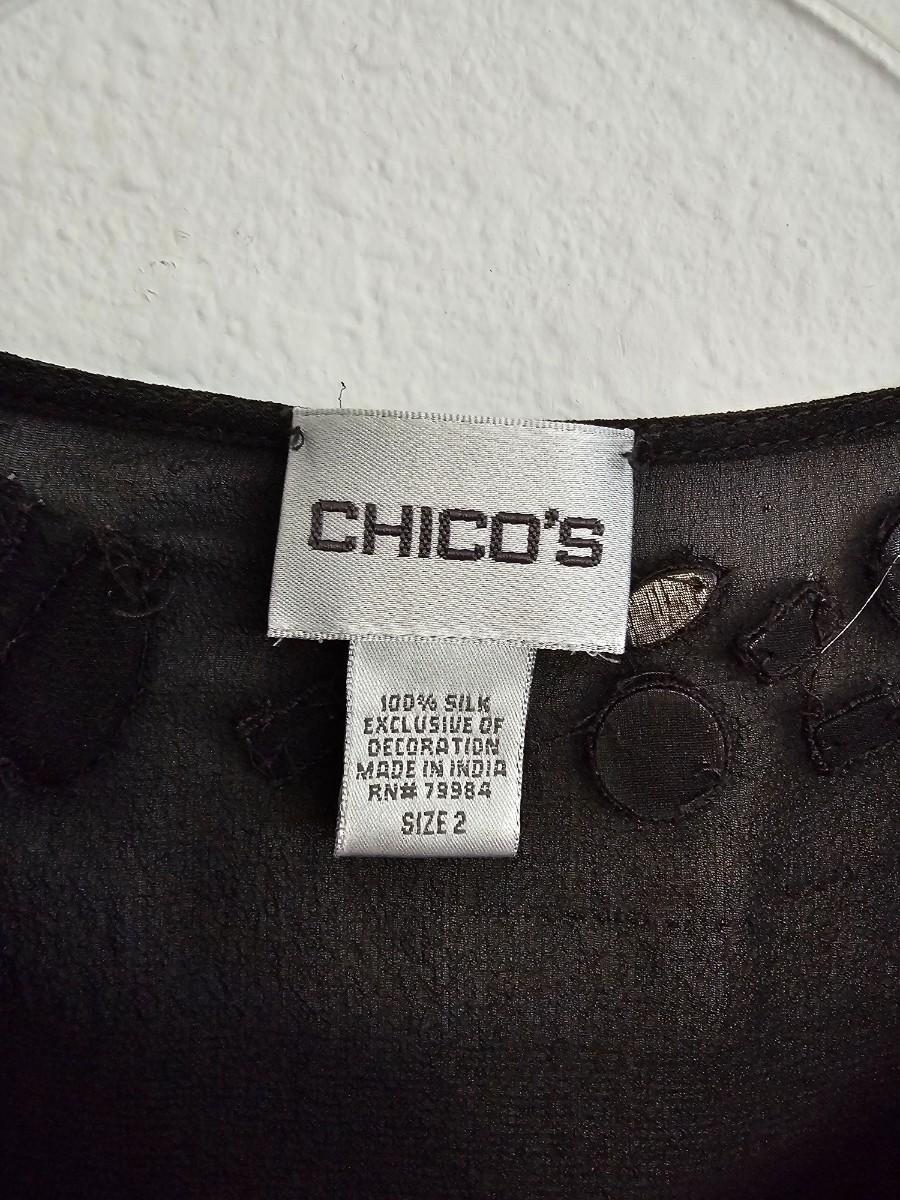 CHICO'S
100% SILK
EXCLUSIVE OF
DECORATION
MADE IN INDIA
RN# 79984
SIZE 2